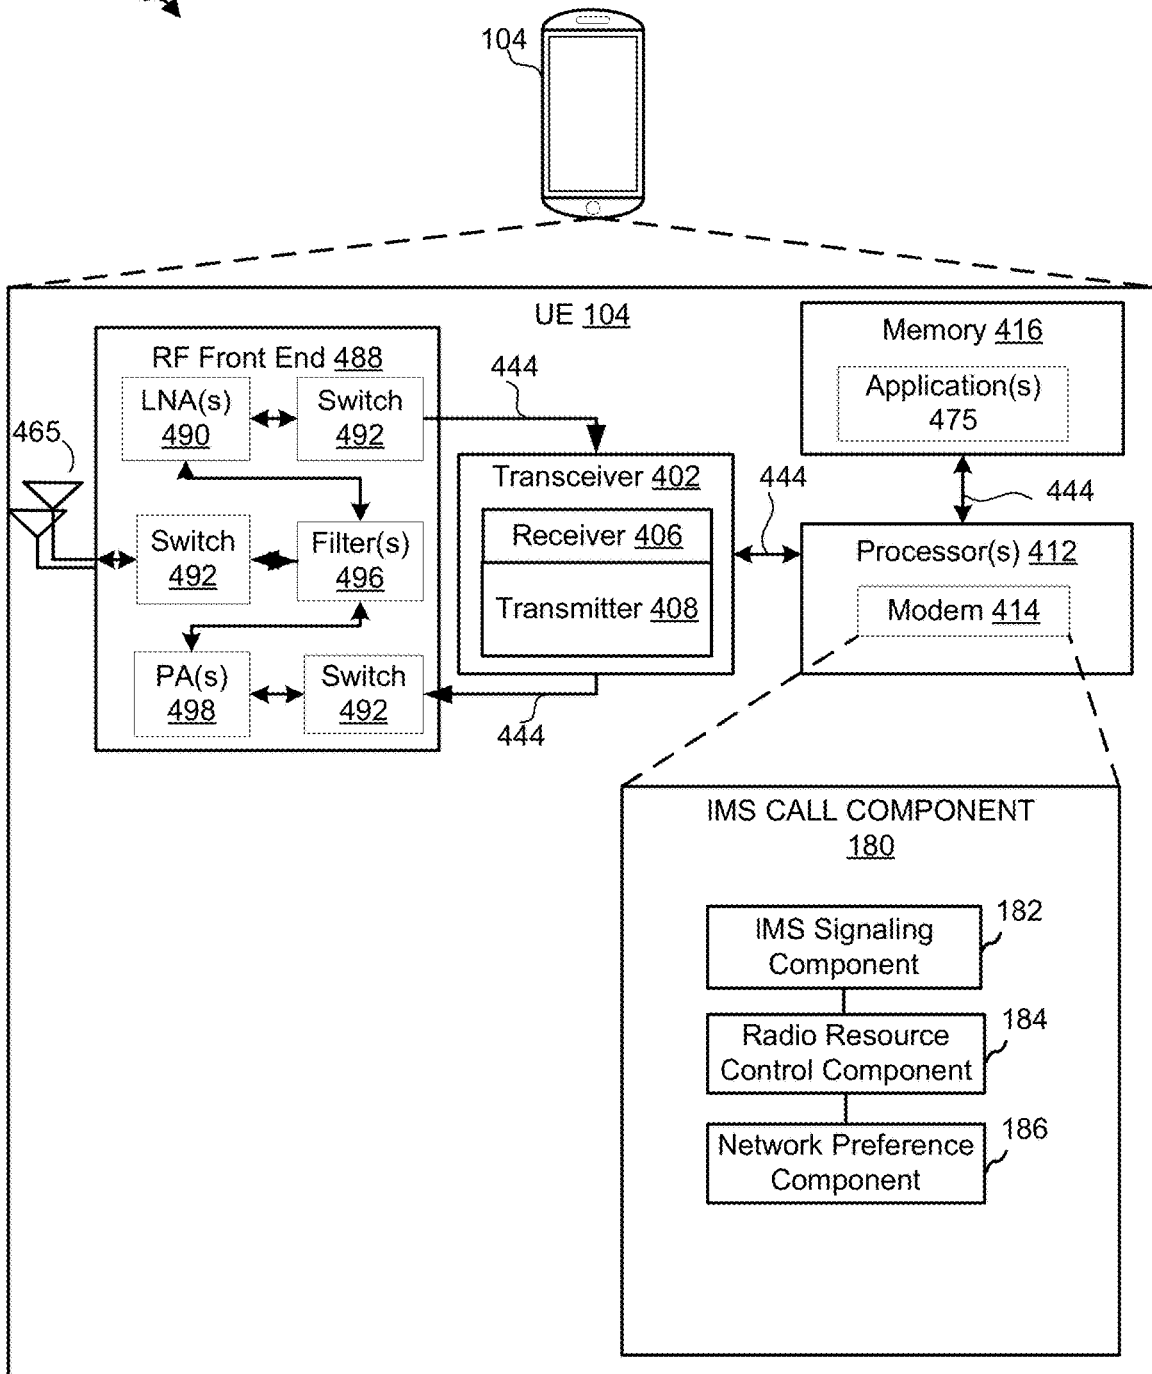 104
UE 104
RF Front End 488
LNA(s)
490
Switch
492
444
465
Switch
492
Filter(s)
496
PA(s)
498
Switch
492
444
Transceiver 402
Receiver 406
Transmitter 408
444
Memory 416
Application(s)
475
444
Processor(s) 412
Modem 414
IMS CALL COMPONENT
180
IMS Signaling
Component
182
Radio Resource
Control Component
184
Network Preference
Component
186